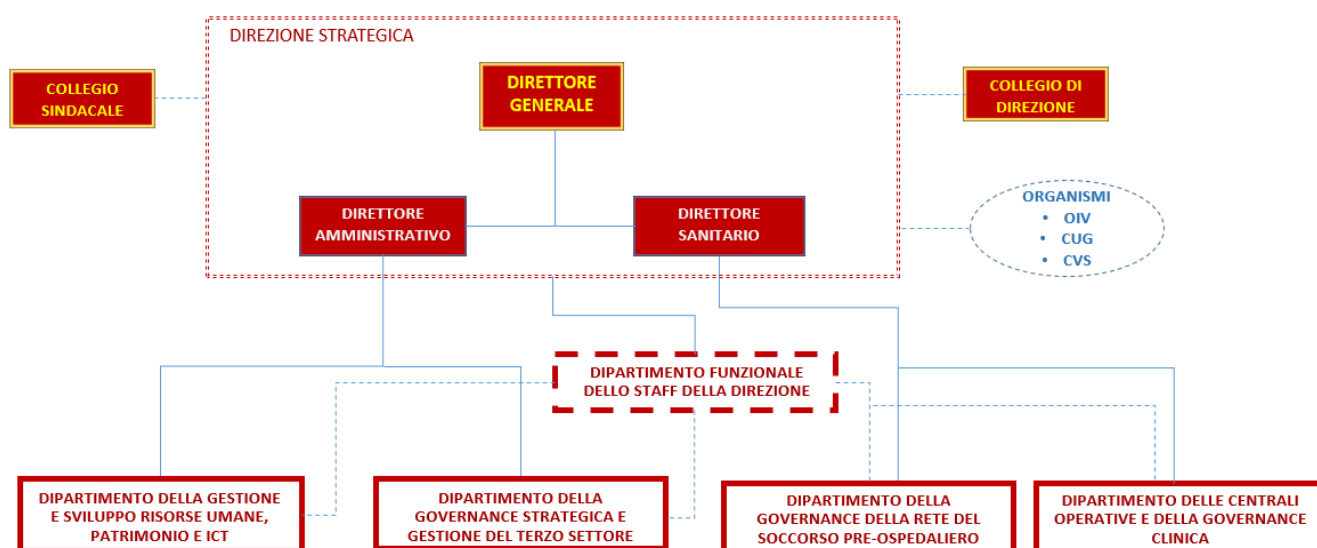 DIREZIONE STRATEGICA
DIRETTORE
GENERALE
COLLEGIO
SINDACALE
COLLEGIO DI
DIREZIONE
DIRETTORE
AMMINISTRATIVO
DIRETTORE
SANITARIO
ORGANISMI
• OIV
• CUG
• CVS
DIPARTIMENTO FUNZIONALE
DELLO STAFF DELLA DIREZIONE
DIPARTIMENTO DELLA GESTIONE
E SVILUPPO RISORSE UMANE,
PATRIMONIO E ICT
DIPARTIMENTO DELLA
GOVERNANCE STRATEGICA E
GESTIONE DEL TERZO SETTORE
DIPARTIMENTO DELLA
GOVERNANCE DELLA RETE DEL
SOCCORSO PRE-OSPEDALIERO
DIPARTIMENTO DELLE CENTRALI
OPERATIVE E DELLA GOVERNANCE
CLINICA